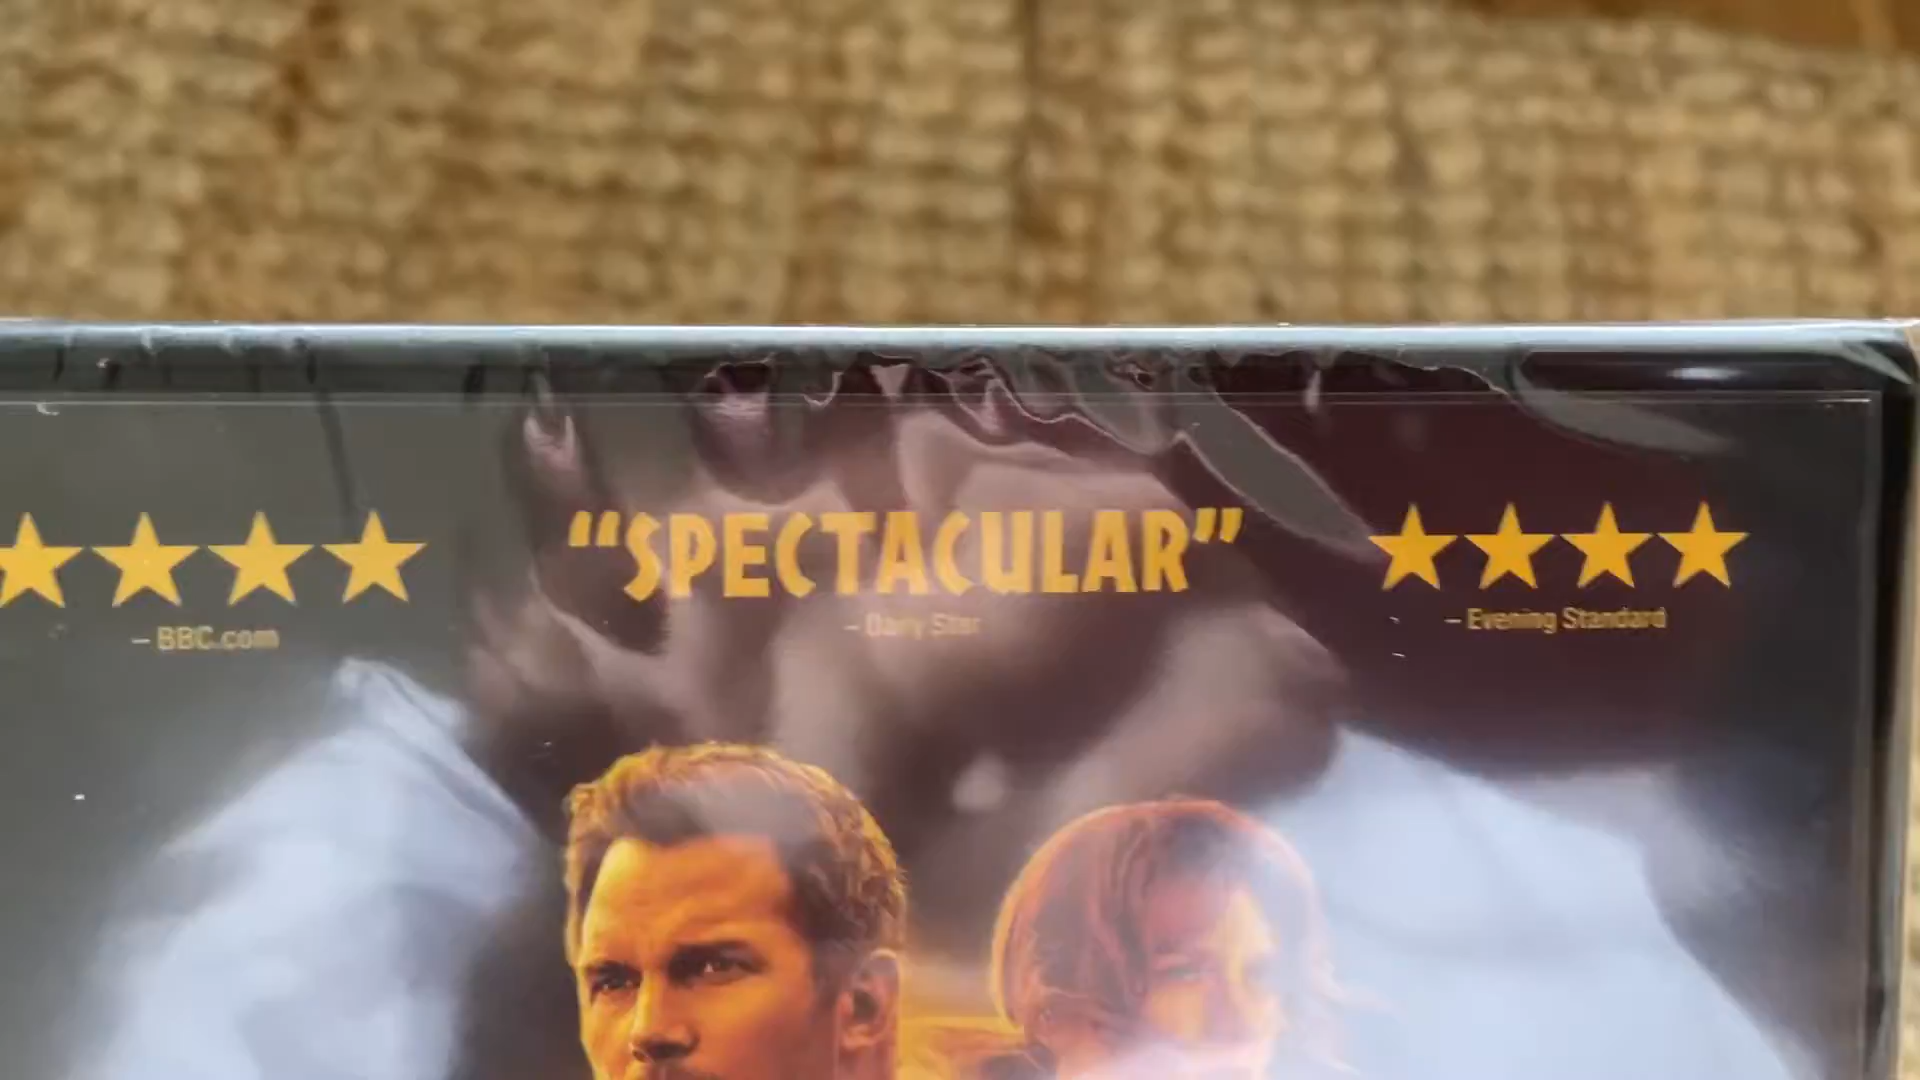 “SPECTACULAR”
– BBC.com
– Daily Star
– Evening Standard